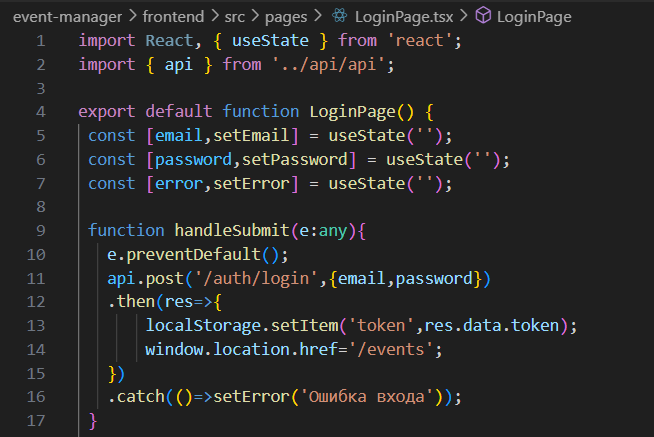 event-manager > frontend > src > pages > LoginPage.tsx > LoginPage
1 import React, { useState } from 'react';
2 import { api } from '../api/api';
3
4 export default function LoginPage() {
5 const [email,setEmail] = useState('');
6 const [password,setPassword] = useState('');
7 const [error,setError] = useState('');
8
9 function handleSubmit(e:any){
10 e.preventDefault();
11 api.post('/auth/login',{email,password})
12 .then(res=>{
13 localStorage.setItem('token',res.data.token);
14 window.location.href='/events';
15 })
16 .catch(()=>setError('Ошибка входа'));
17 }